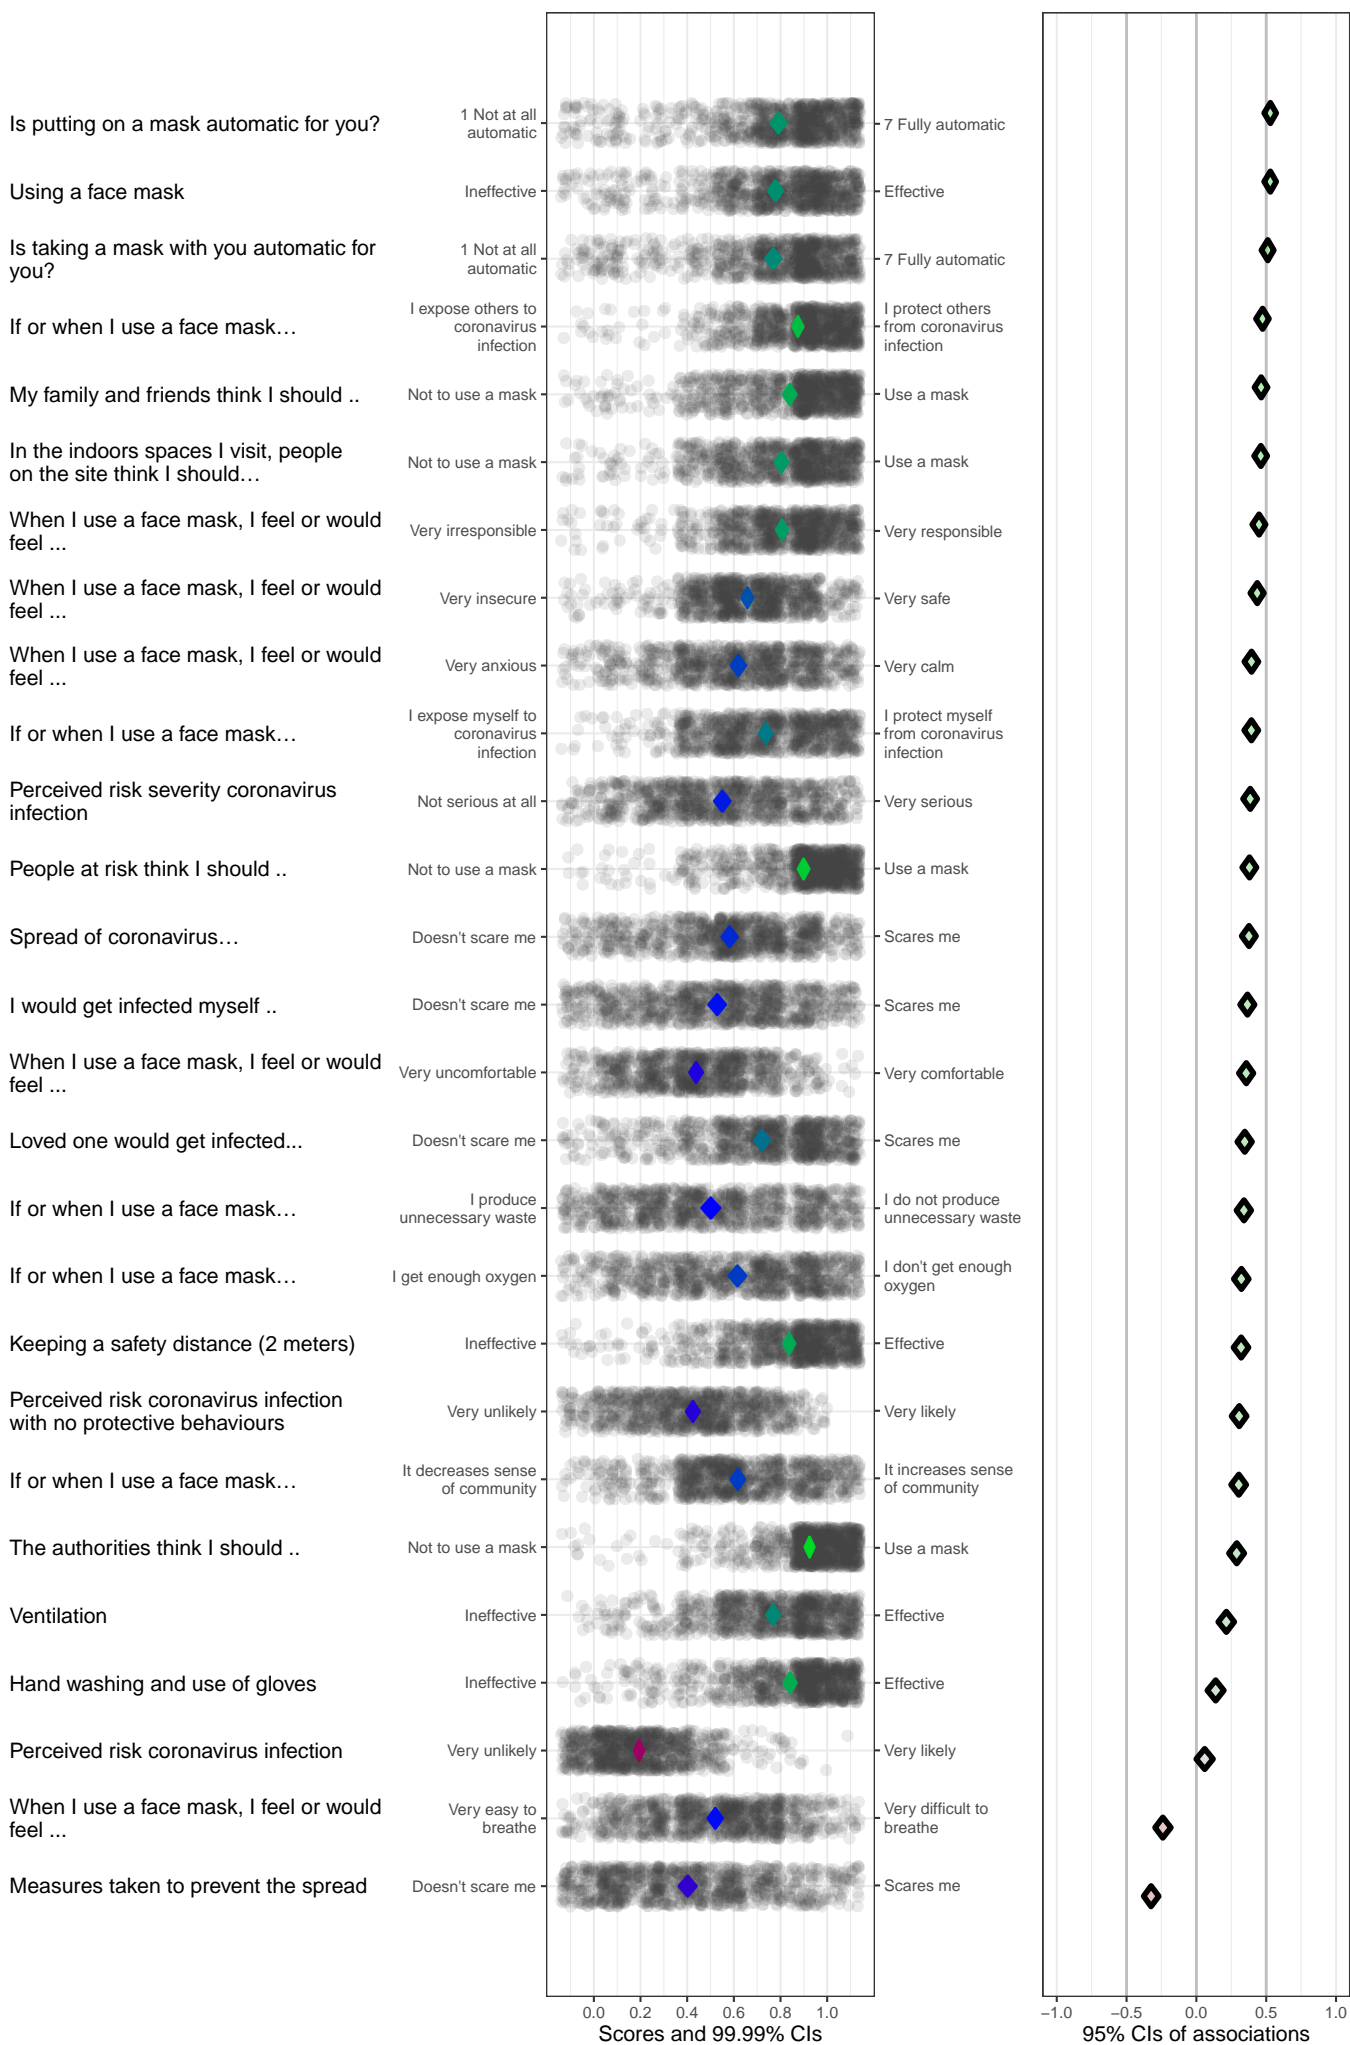 Is putting on a mask automatic for you?
1 Not at all
automatic
7 Fully automatic
Using a face mask
Ineffective
Effective
Is taking a mask with you automatic for
you?
1 Not at all
automatic
7 Fully automatic
If or when I use a face mask…
I expose others to
coronavirus
infection
I protect others
from coronavirus
infection
My family and friends think I should ..
Not to use a mask
Use a mask
In the indoors spaces I visit, people
on the site think I should…
Not to use a mask
Use a mask
When I use a face mask, I feel or would
feel ...
Very irresponsible
Very responsible
When I use a face mask, I feel or would
feel ...
Very insecure
Very safe
When I use a face mask, I feel or would
feel ...
Very anxious
Very calm
If or when I use a face mask…
I expose myself to
coronavirus
infection
I protect myself
from coronavirus
infection
Perceived risk severity coronavirus
infection
Not serious at all
Very serious
People at risk think I should ..
Not to use a mask
Use a mask
Spread of coronavirus…
Doesn't scare me
Scares me
I would get infected myself ..
Doesn't scare me
Scares me
When I use a face mask, I feel or would
feel ...
Very uncomfortable
Very comfortable
Loved one would get infected...
Doesn't scare me
Scares me
If or when I use a face mask…
I produce
unnecessary waste
I do not produce
unnecessary waste
If or when I use a face mask…
I get enough oxygen
I don't get enough
oxygen
Keeping a safety distance (2 meters)
Ineffective
Effective
Perceived risk coronavirus infection
with no protective behaviours
Very unlikely
Very likely
If or when I use a face mask…
It decreases sense
of community
It increases sense
of community
The authorities think I should ..
Not to use a mask
Use a mask
Ventilation
Ineffective
Effective
Hand washing and use of gloves
Ineffective
Effective
Perceived risk coronavirus infection
Very unlikely
Very likely
When I use a face mask, I feel or would
feel ...
Very easy to
breathe
Very difficult to
breathe
Measures taken to prevent the spread
Doesn't scare me
Scares me
0.0 0.2 0.4 0.6 0.8 1.0
Scores and 99.99% CIs
−1.0 −0.5 0.0 0.5 1.0
95% CIs of associations